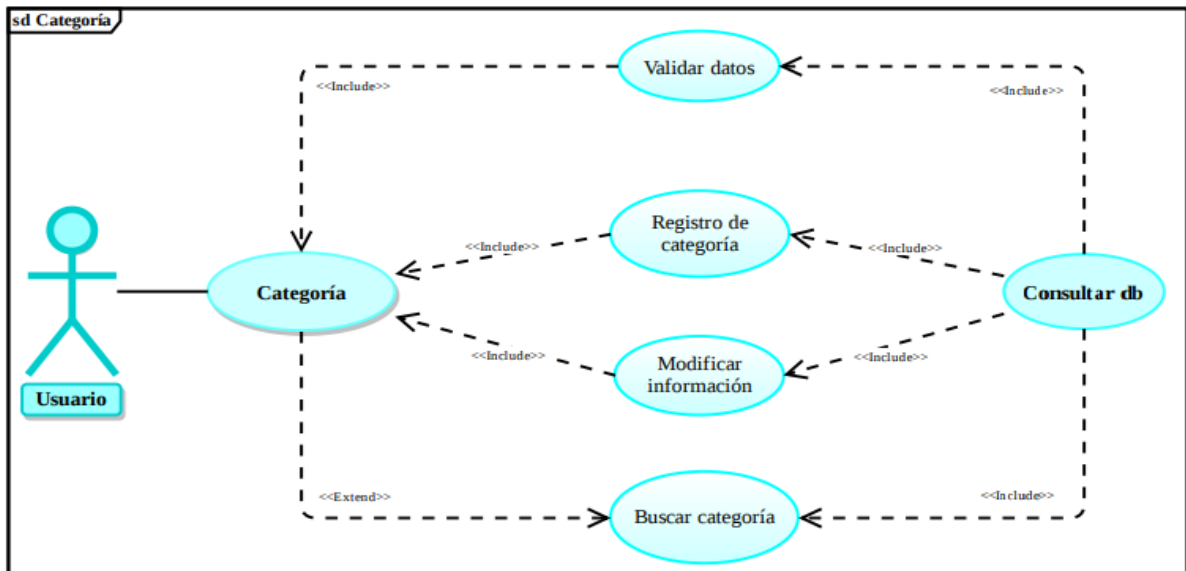 sd Categoría
Validar datos
<<Include>>
<<Include>>
Registro de
categoría
<<Include>>
<<Include>>
Categoría
Consultar db
<<Include>>
<<Include>>
Modificar
información
Usuario
<<Extend>>
<<Include>>
Buscar categoría